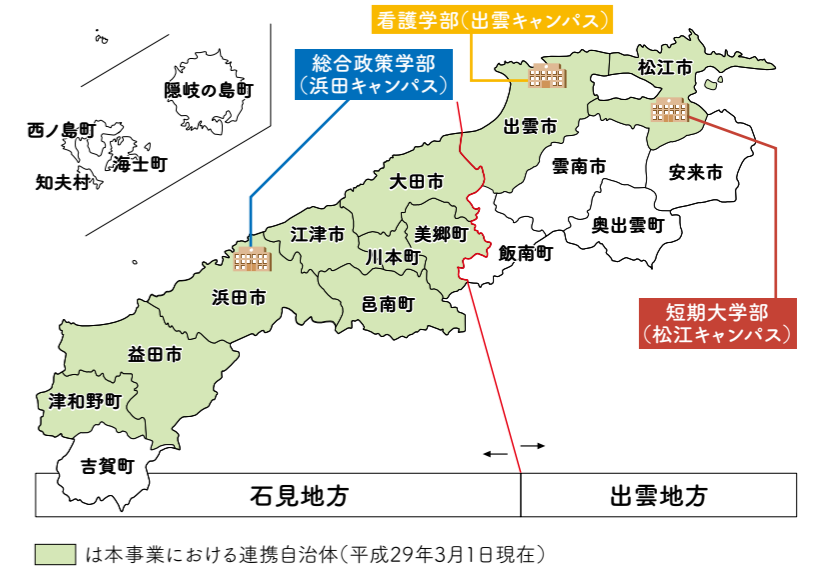 看護学部(出雲キャンパス)
総合政策学部
(浜田キャンパス)
松江市
隠岐の島町
西ノ島町
海士町
知夫村
出雲市
雲南市
安来市
大田市
奥出雲町
江津市
美郷町
川本町
飯南町
浜田市
邑南町
短期大学部
(松江キャンパス)
益田市
津和野町
吉賀町
石見地方
出雲地方
は本事業における連携自治体(平成29年3月1日現在)